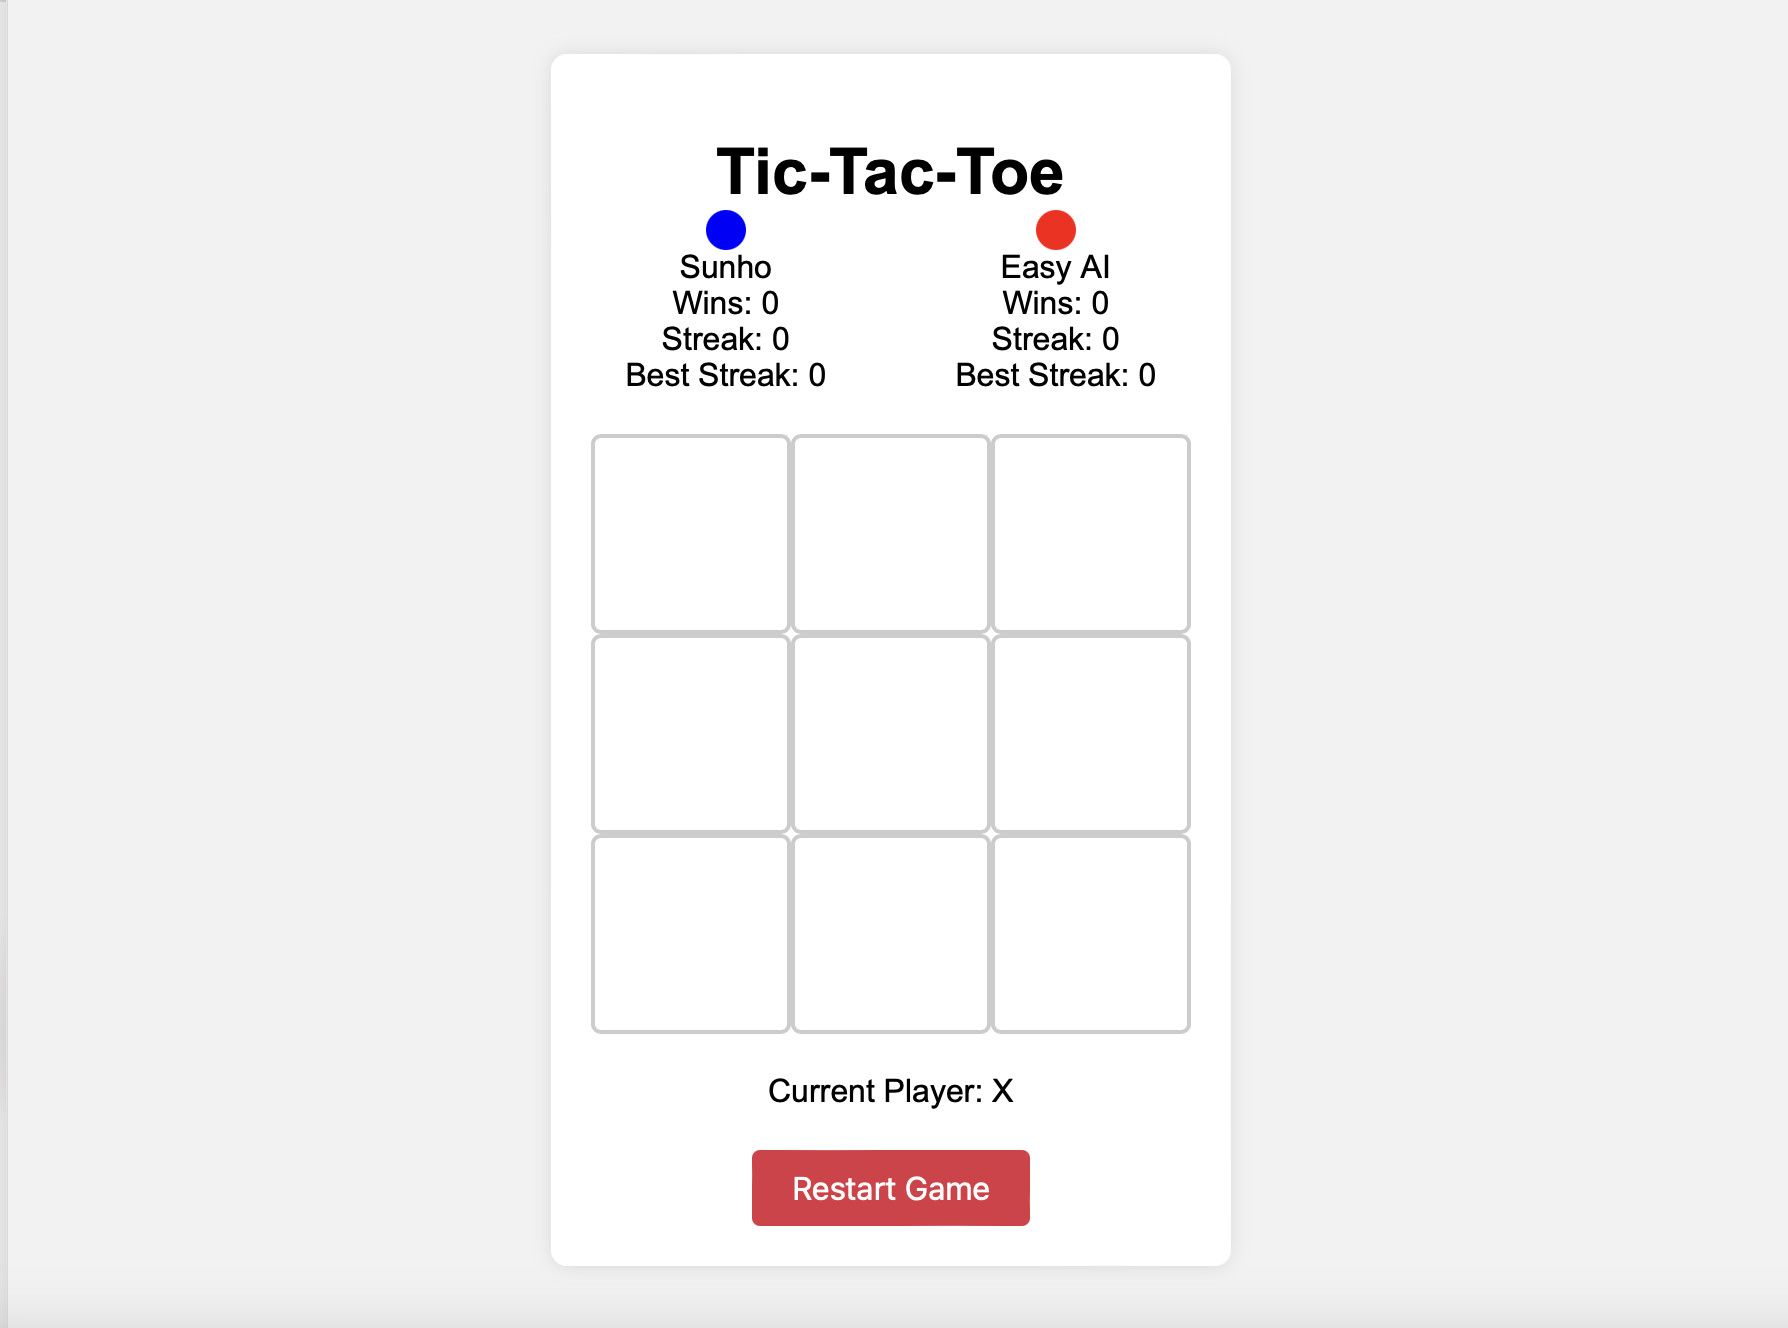 Tic-Tac-Toe
Sunho
Wins: 0
Streak: 0
Best Streak: 0
Easy AI
Wins: 0
Streak: 0
Best Streak: 0
Current Player: X
Restart Game